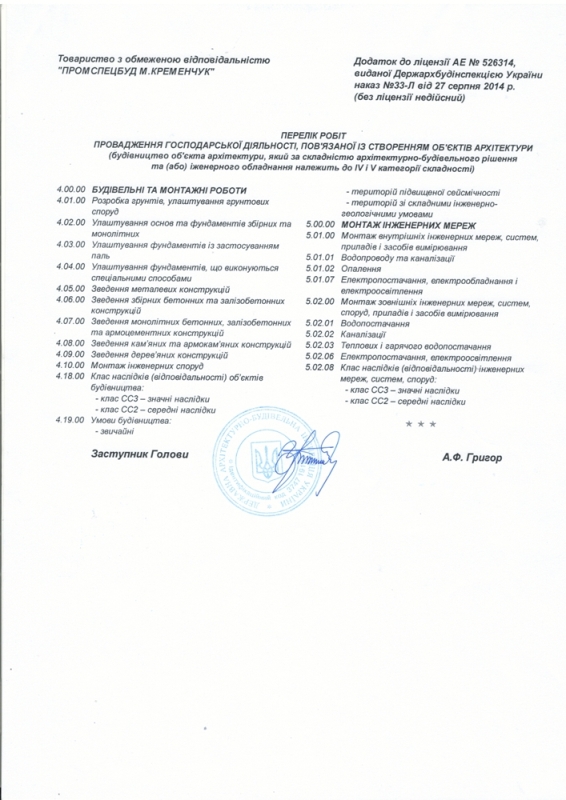 Товариство з обмеженою відповідальністю
"ПРОМСПЕЦБУД М.КРЕМЕНЧУК"
Додаток до ліцензії АЕ № 526314,
виданої Держархбудінспекцією України
наказ №33-Л від 27 серпня 2014 р.
(без ліцензії недійсний)
ПЕРЕЛІК РОБІТ
ПРОВАДЖЕННЯ ГОСПОДАРСЬКОЇ ДІЯЛЬНОСТІ, ПОВ'ЯЗАНОЇ ІЗ СТВОРЕННЯМ ОБ'ЄКТІВ АРХІТЕКТУРИ
(будівництво об'єкта архітектури, який за складністю архітектурно-будівельного рішення
та (або) іженерного обладнання належить до IV і V категорії складності)
4.00.00 БУДІВЕЛЬНІ ТА МОНТАЖНІ РОБОТИ
4.01.00 Розробка ґрунтів, улаштування ґрунтових
споруд
4.02.00 Улаштування основ та фундаментів збірних та
монолітних
4.03.00 Улаштування фундаментів із застосуванням
паль
4.04.00 Улаштування фундаментів, що виконуються
спеціальними способами
4.05.00 Зведення металевих конструкцій
4.06.00 Зведення збірних бетонних та залізобетонних
конструкцій
4.07.00 Зведення монолітних бетонних, залізобетонних
та армоцементних конструкцій
4.08.00 Зведення кам'яних та армокам'яних конструкцій
4.09.00 Зведення дерев'яних конструкцій
4.10.00 Монтаж інженерних споруд
4.18.00 Клас наслідків (відповідальності) об'єктів
будівництва:
- клас СС3 – значні наслідки
- клас СС2 – середні наслідки
4.19.00 Умови будівництва:
- звичайні
- територій підвищеної сейсмічності
- територій зі складними інженерно-
геологічними умовами
5.00.00 МОНТАЖ ІНЖЕНЕРНИХ МЕРЕЖ
5.01.00 Монтаж внутрішніх інженерних мереж, систем,
приладів і засобів вимірювання
5.01.01 Водопроводу та каналізації
5.01.02 Опалення
5.01.07 Електропостачання, електрообладнання і
електроосвітлення
5.02.00 Монтаж зовнішніх інженерних мереж, систем,
споруд, приладів і засобів вимірювання
5.02.01 Водопостачання
5.02.02 Каналізації
5.02.03 Теплових і гарячого водопостачання
5.02.06 Електропостачання, електроосвітлення
5.02.08 Клас наслідків (відповідальності) інженерних
мереж, систем, споруд:
- клас СС3 – значні наслідки
- клас СС2 – середні наслідки
* * *
Заступник Голови
А.Ф. Григор